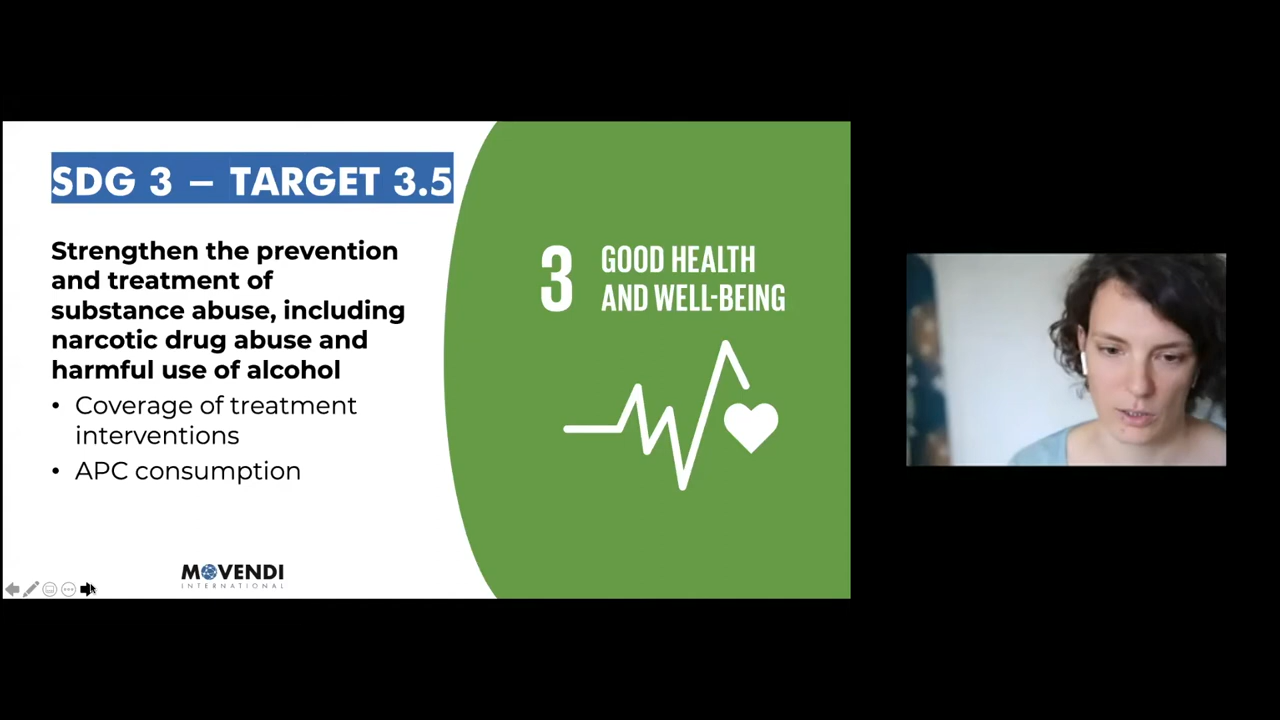 SDG 3 – TARGET 3.5
Strengthen the prevention
and treatment of
substance abuse, including
narcotic drug abuse and
harmful use of alcohol
• Coverage of treatment
interventions
• APC consumption
3 GOOD HEALTH
AND WELL-BEING
MOVENDI
INTERNATIONAL